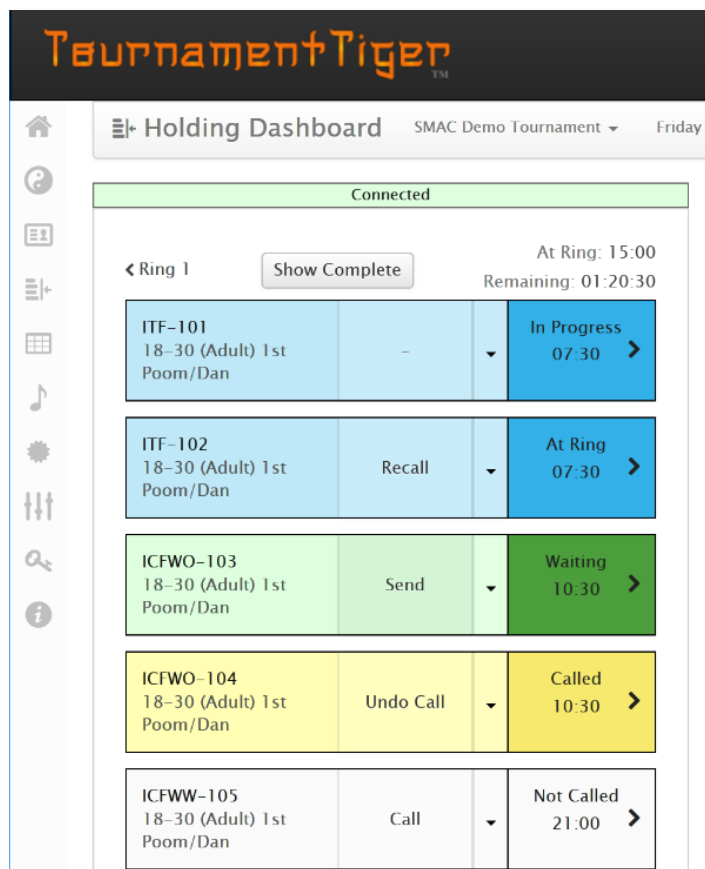 TournamentTiger
TM
Holding Dashboard SMAC Demo Tournament Friday
Connected
Ring 1 Show Complete At Ring: 15:00
Remaining: 01:20:30
ITF-101
18-30 (Adult) 1st
Poom/Dan
-
In Progress
07:30
ITF-102
18-30 (Adult) 1st
Poom/Dan
Recall
At Ring
07:30
ICFWO-103
18-30 (Adult) 1st
Poom/Dan
Send
Waiting
10:30
ICFWO-104
18-30 (Adult) 1st
Poom/Dan
Undo Call
Called
10:30
ICFWW-105
18-30 (Adult) 1st
Poom/Dan
Call
Not Called
21:00